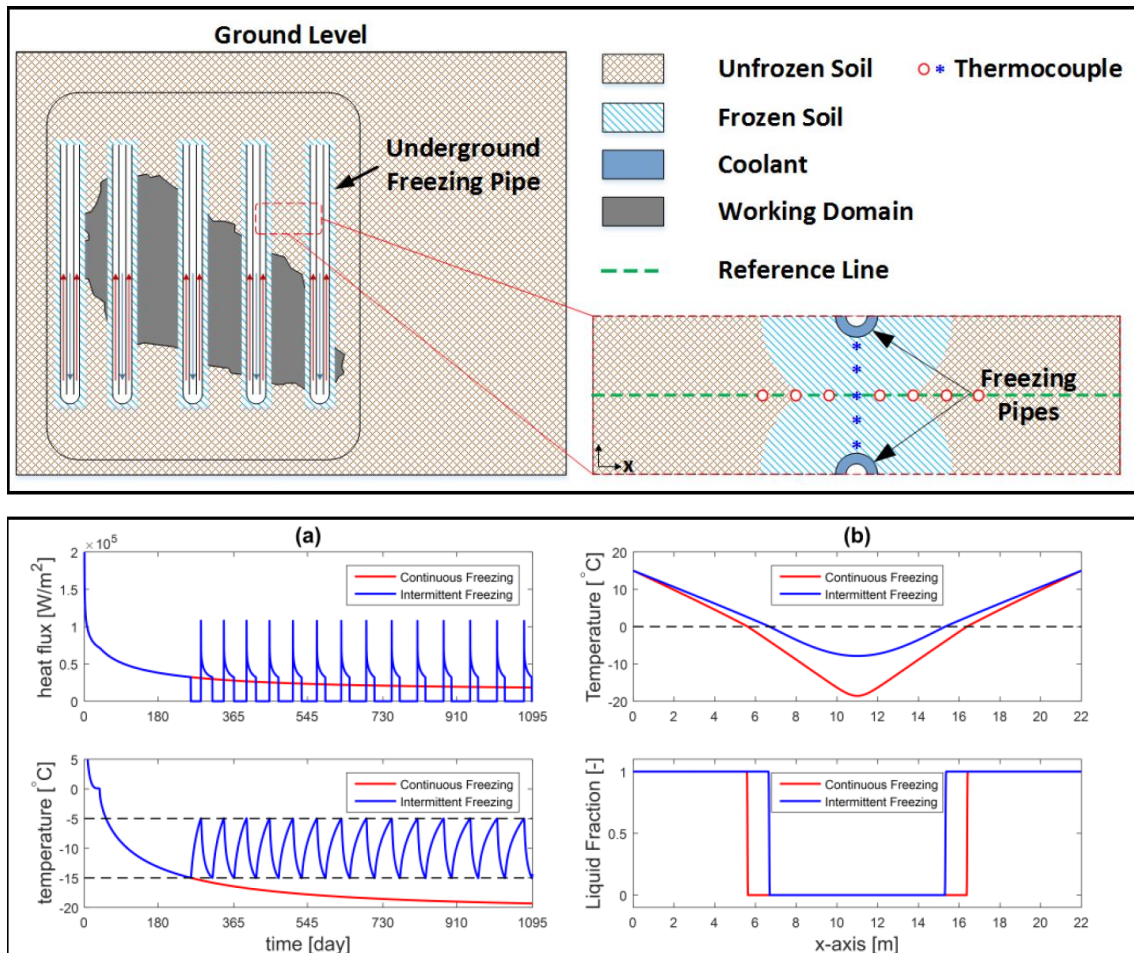 Ground Level
Underground
Freezing Pipe
Unfrozen Soil
* Thermocouple
Frozen Soil
Coolant
Working Domain
Reference Line
Freezing
Pipes
x
(a)
× 10⁵
heat flux [W/m²]
2
1.5
1
0.5
0
Continuous Freezing
Intermittent Freezing
0 180 365 545 730 910 1095
temperature [°C]
5
0
-5
-10
-15
-20
Continuous Freezing
Intermittent Freezing
0 180 365 545 730 910 1095
time [day]
(b)
Temperature [°C]
20
10
0
-10
-20
Continuous Freezing
Intermittent Freezing
0 2 4 6 8 10 12 14 16 18 20 22
Liquid Fraction [-]
1
0.5
0
Continuous Freezing
Intermittent Freezing
0 2 4 6 8 10 12 14 16 18 20 22
x-axis [m]